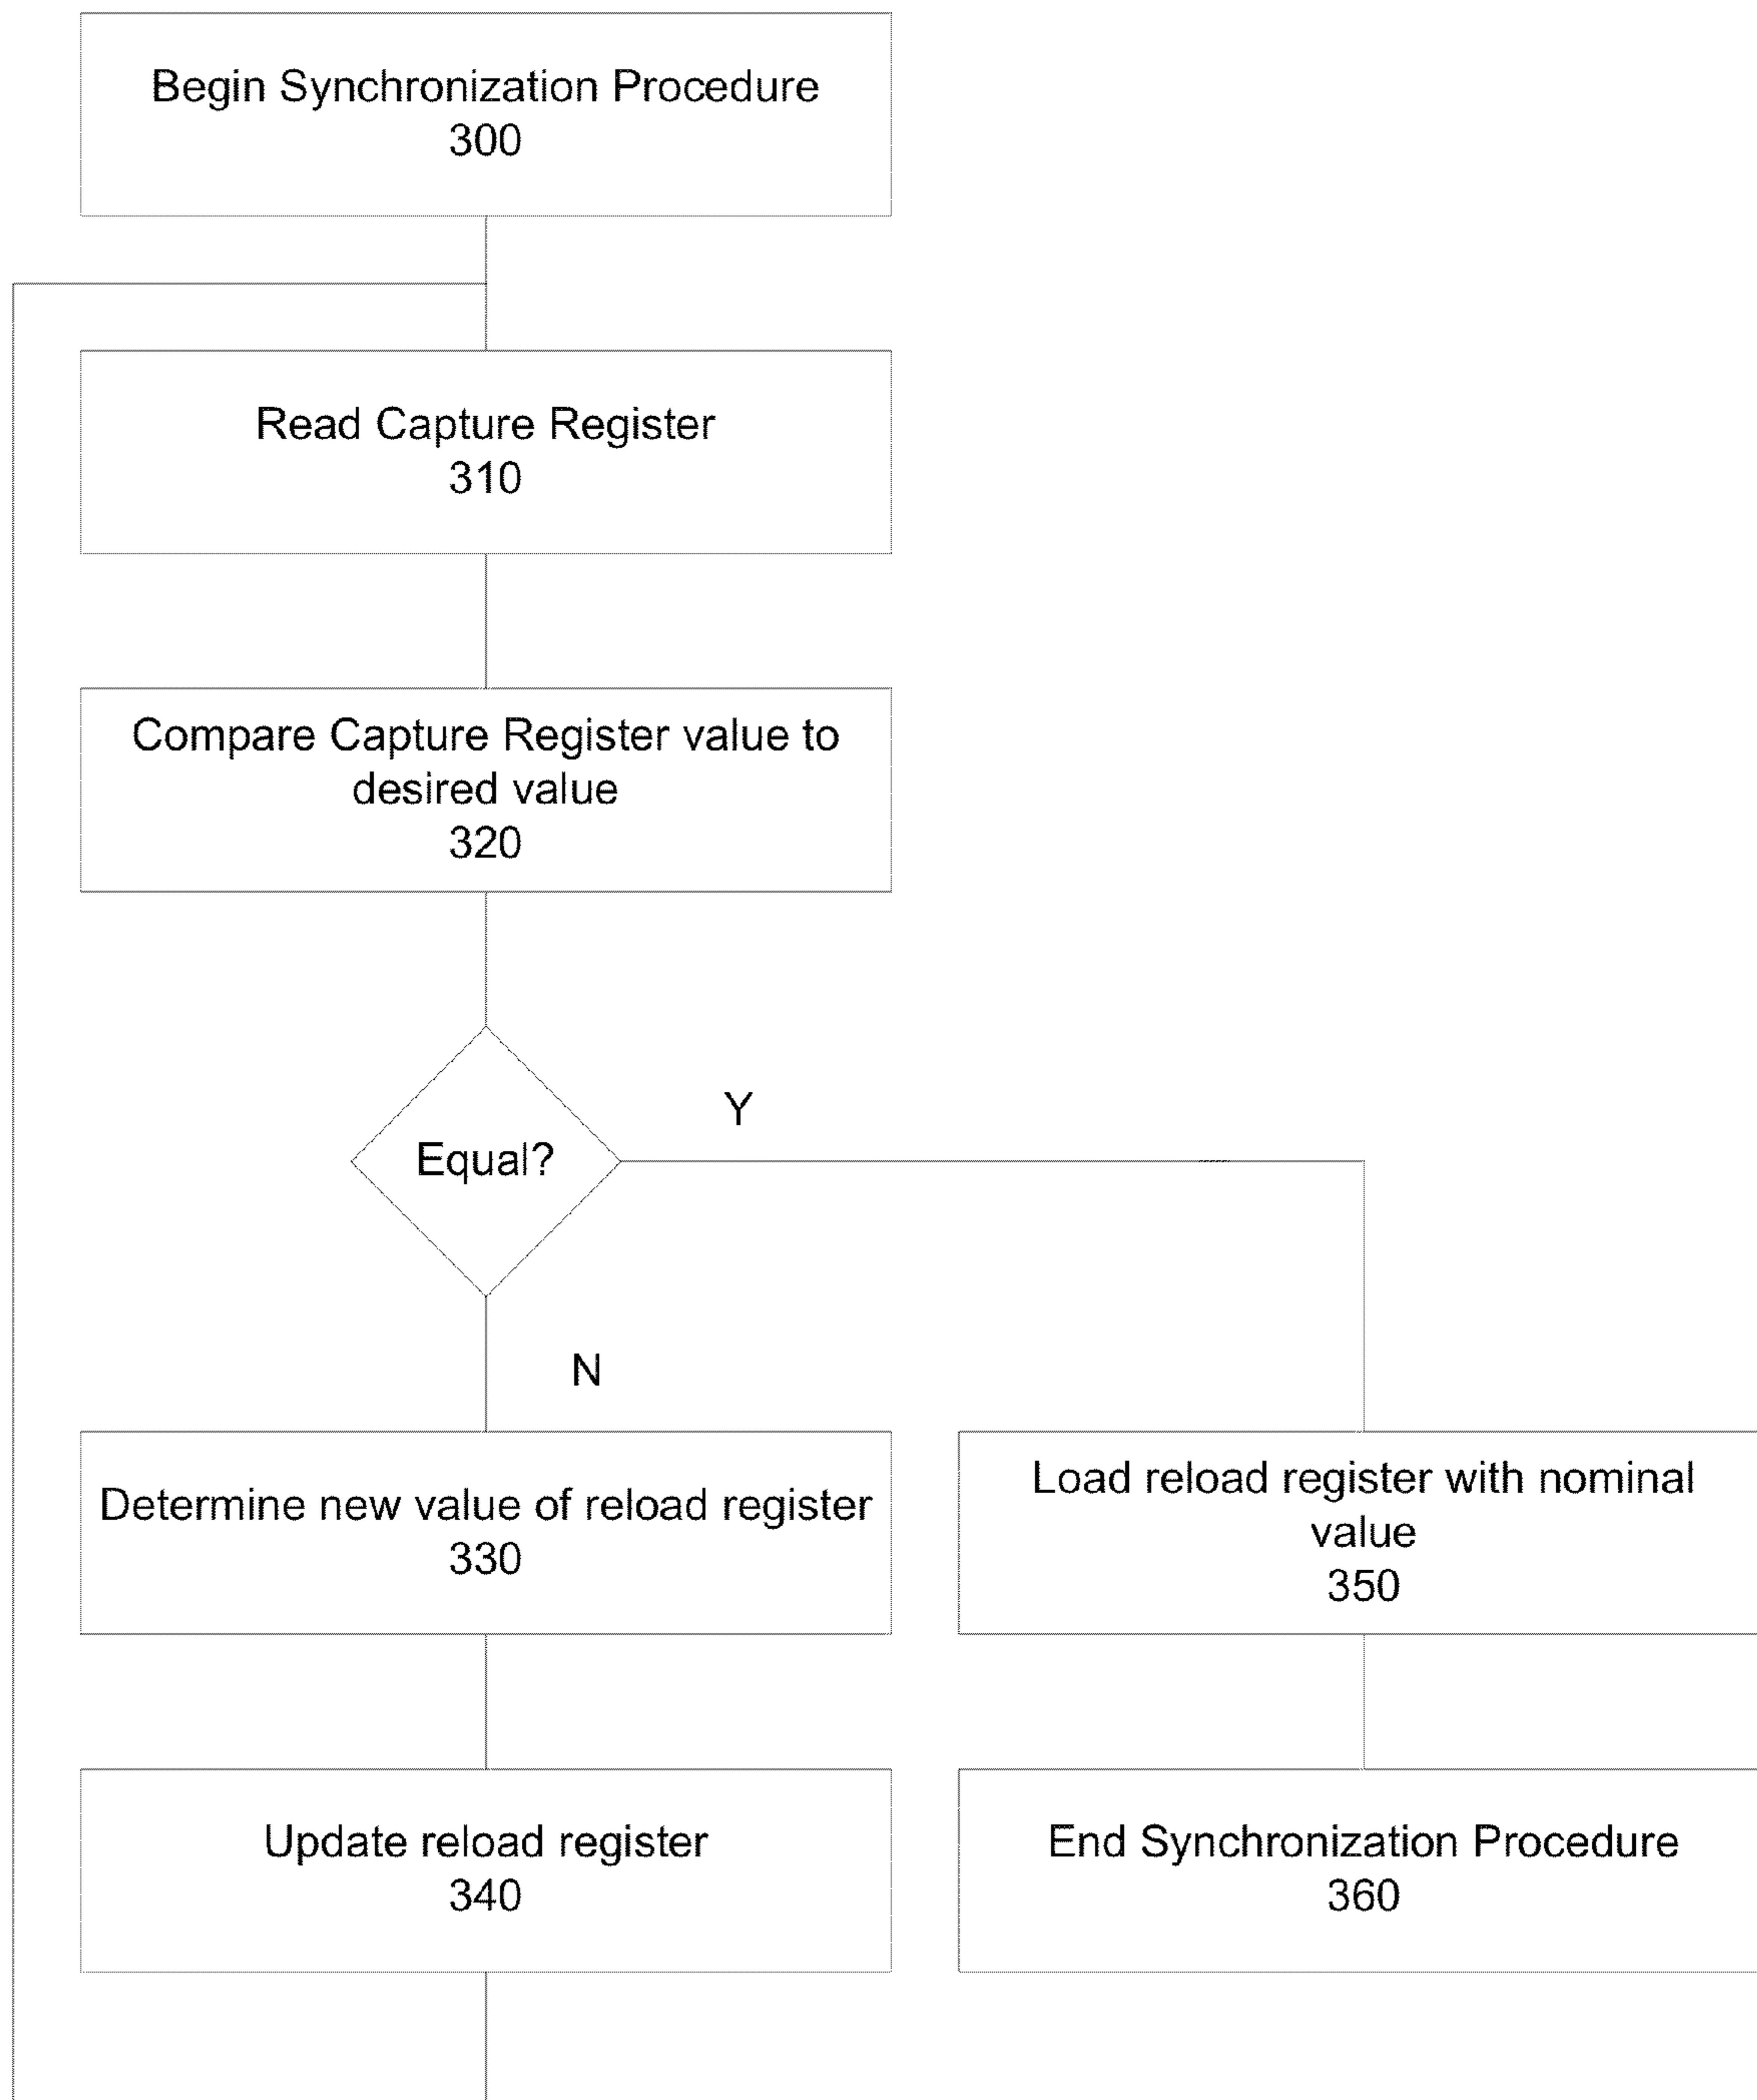 Begin Synchronization Procedure
300
Read Capture Register
310
Compare Capture Register value to
desired value
320
Y
Equal?
N
Determine new value of reload register
330
Load reload register with nominal
value
350
Update reload register
340
End Synchronization Procedure
360